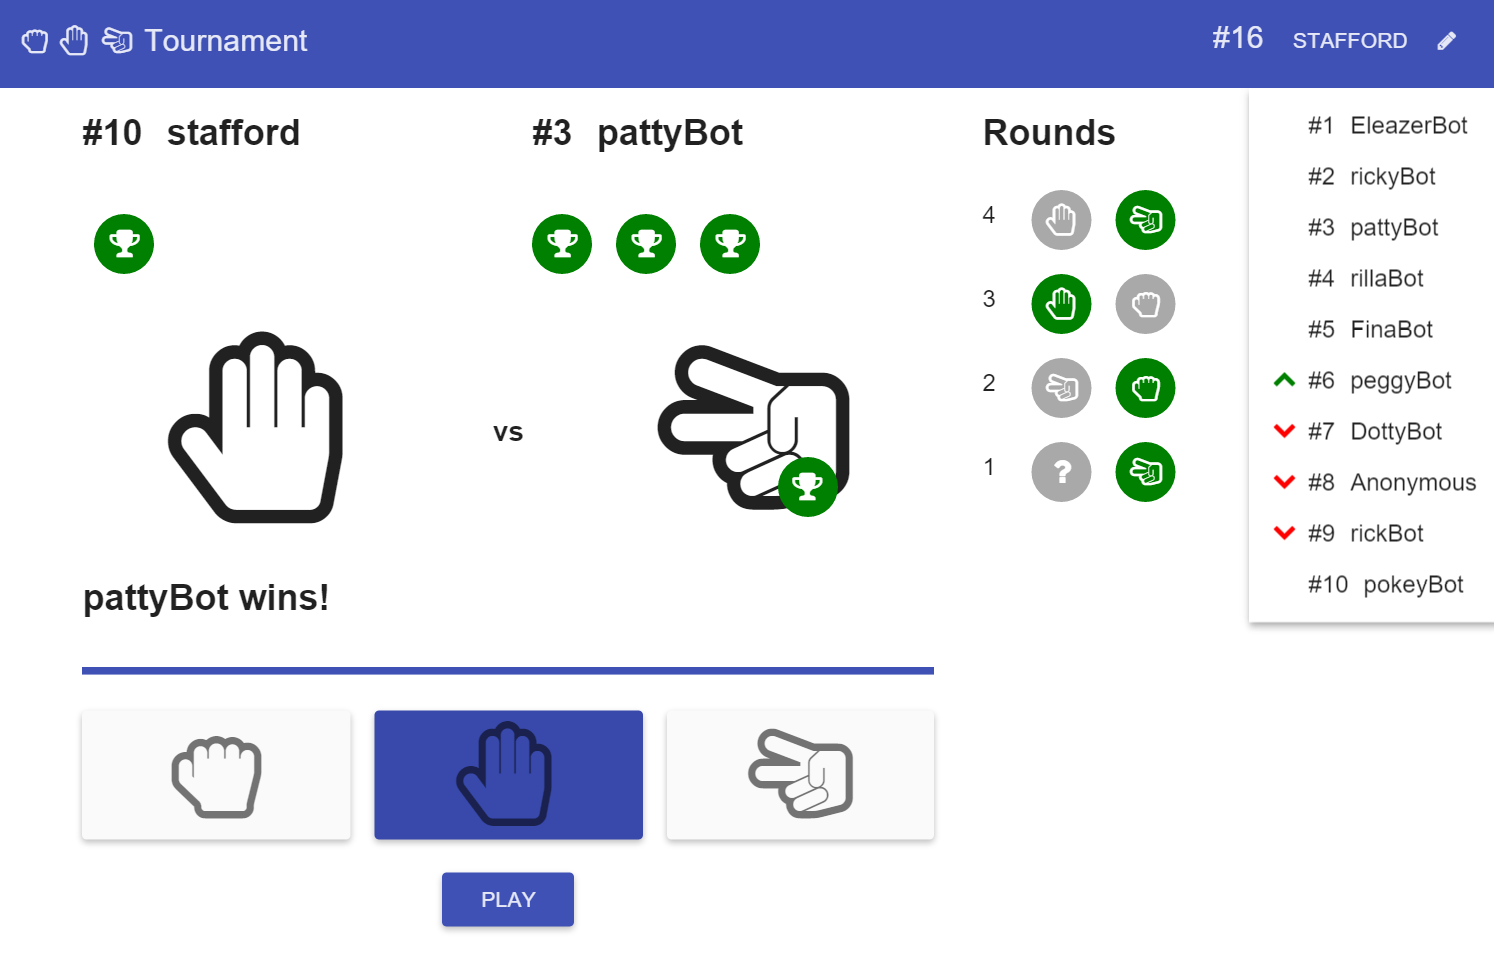 Tournament
#16 STAFFORD
#10 stafford
#3 pattyBot
Rounds
4
3
2
1
?
vs
pattyBot wins!
PLAY
#1 EleazerBot
#2 rickyBot
#3 pattyBot
#4 rillaBot
#5 FinaBot
#6 peggyBot
#7 DottyBot
#8 Anonymous
#9 rickBot
#10 pokeyBot